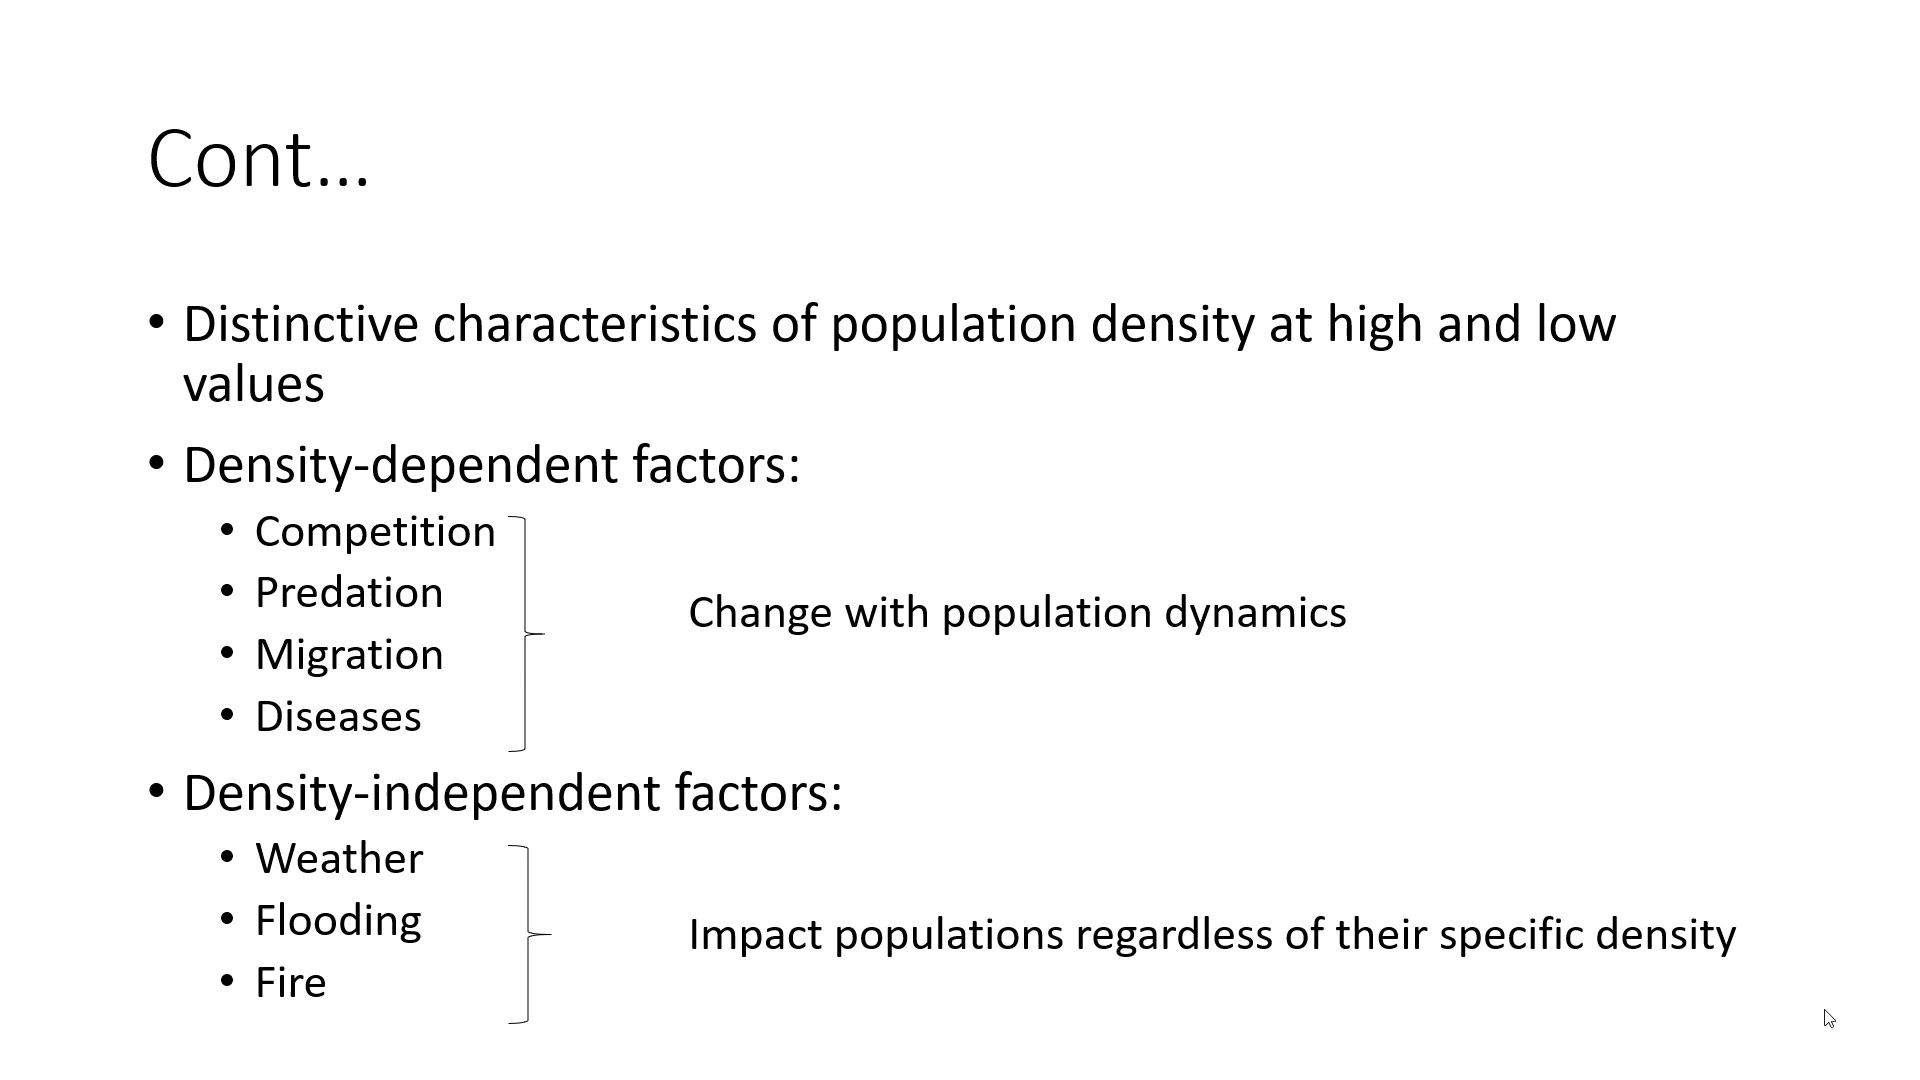 Cont…
• Distinctive characteristics of population density at high and low
values
• Density-dependent factors:
• Competition
• Predation
• Migration
• Diseases
Change with population dynamics
• Density-independent factors:
• Weather
• Flooding
• Fire
Impact populations regardless of their specific density